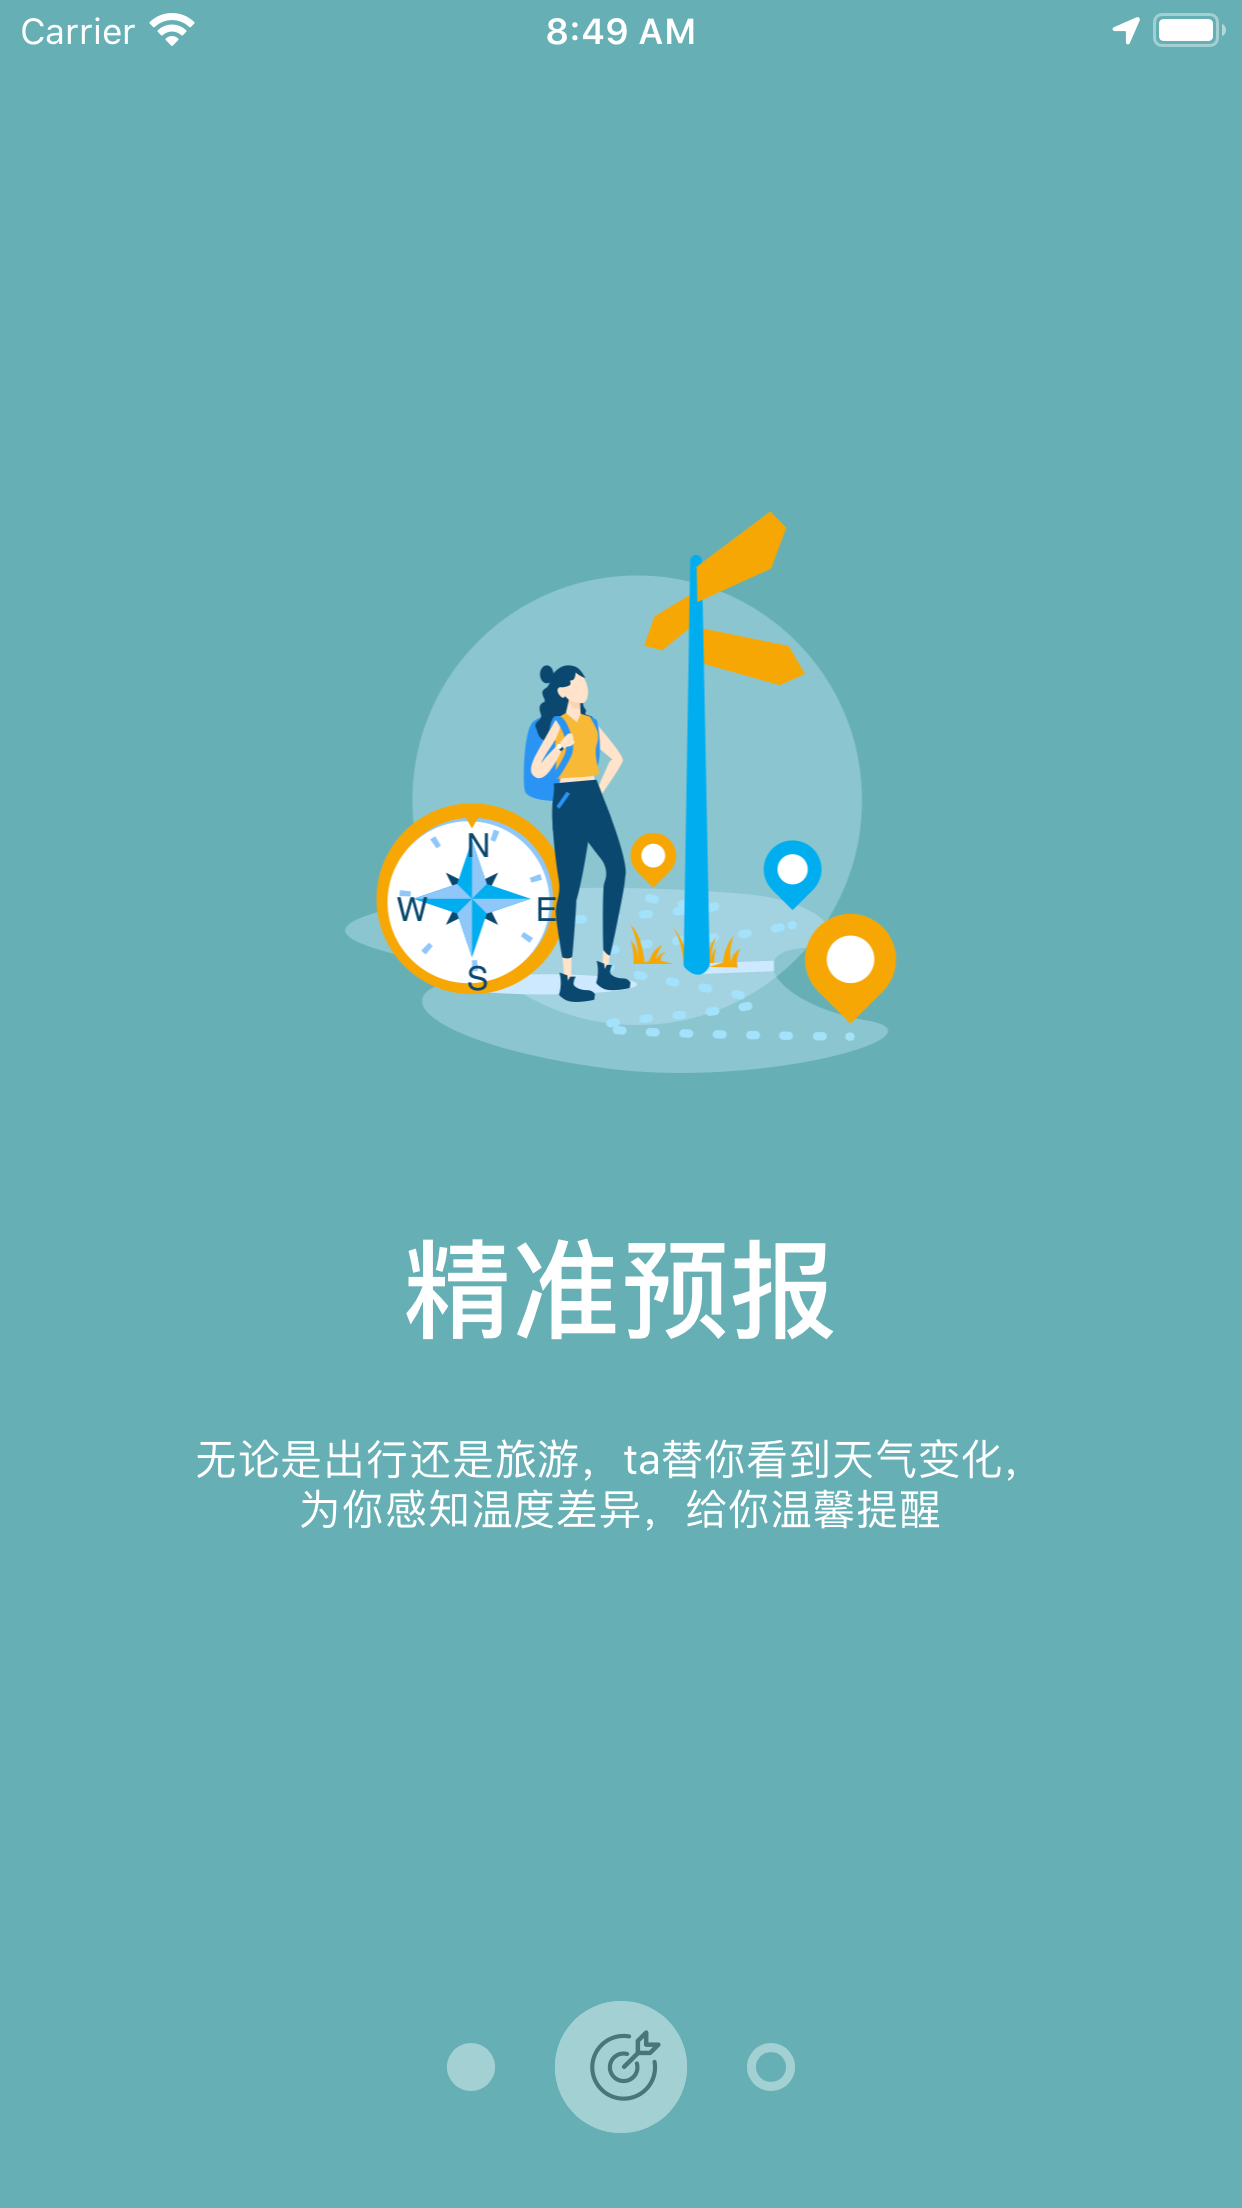 Carrier 8:49 AM
N
W E
S
精准预报
无论是出行还是旅游，ta替你看到天气变化，
为你感知温度差异，给你温馨提醒